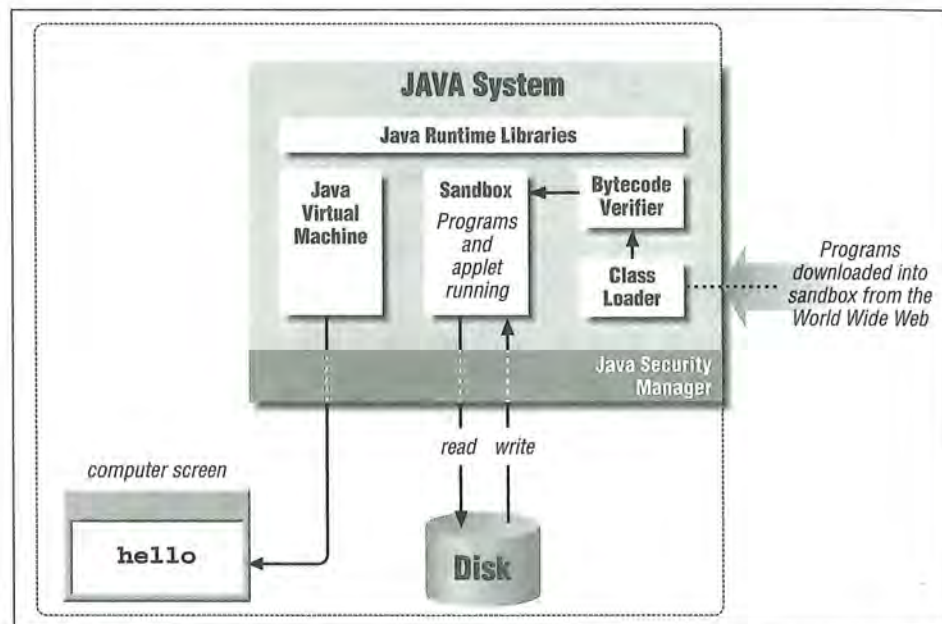 JAVA System
Java Runtime Libraries
Java
Virtual
Machine
Sandbox
Programs
and
applet
running
Bytecode
Verifier
Class
Loader
Programs
downloaded into
sandbox from the
World Wide Web
Java Security
Manager
read write
computer screen
hello
Disk